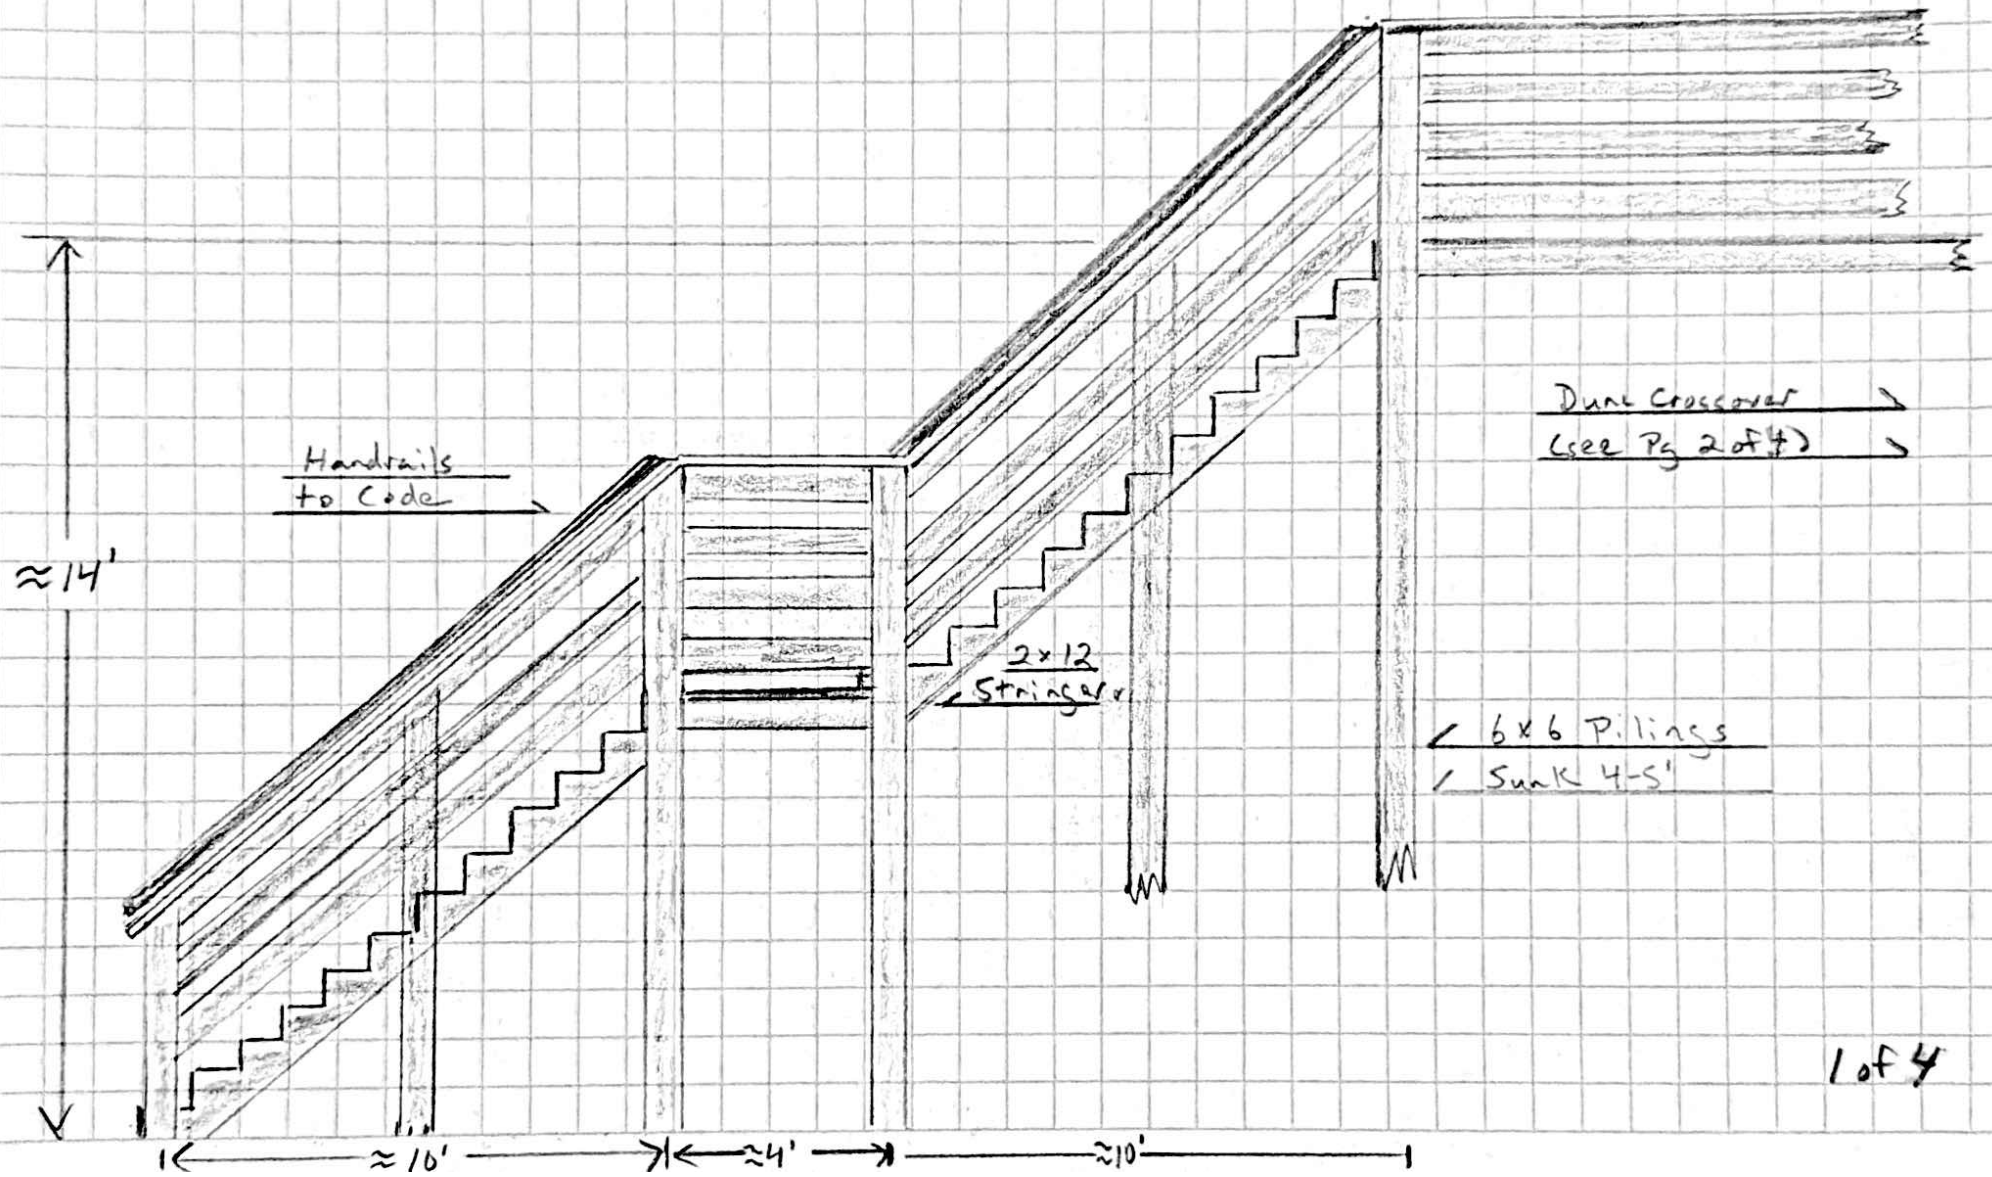 Handrails
to Code
≈14'
2x12
Stringers
Dune Crossover
(see Pg 2 of 4)
6x6 Pilings
Sunk 4-5'
1 of 4
≈10'
≈4'
≈10'